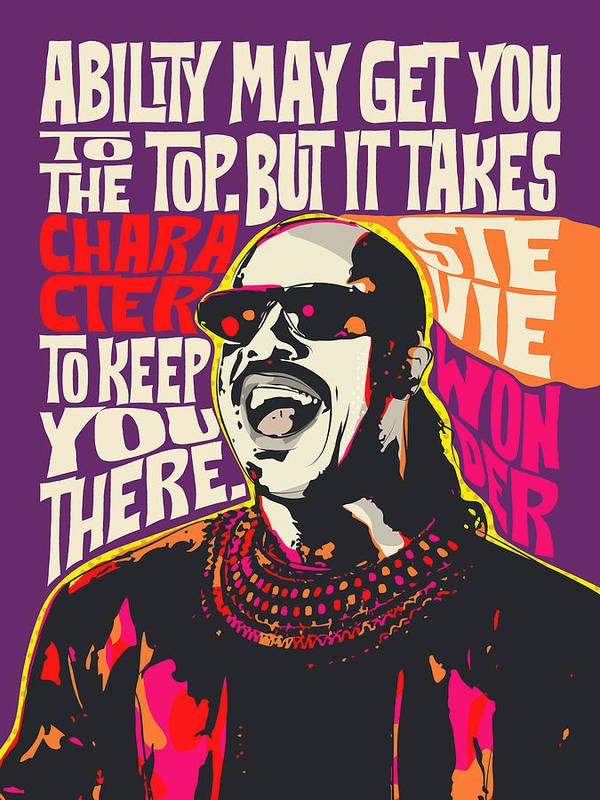 ABILITY MAY GET YOU
TO THE TOP. BUT IT TAKES
CHARA
CTER
TO KEEP
YOU
THERE.
STE
VIE
WON
DER